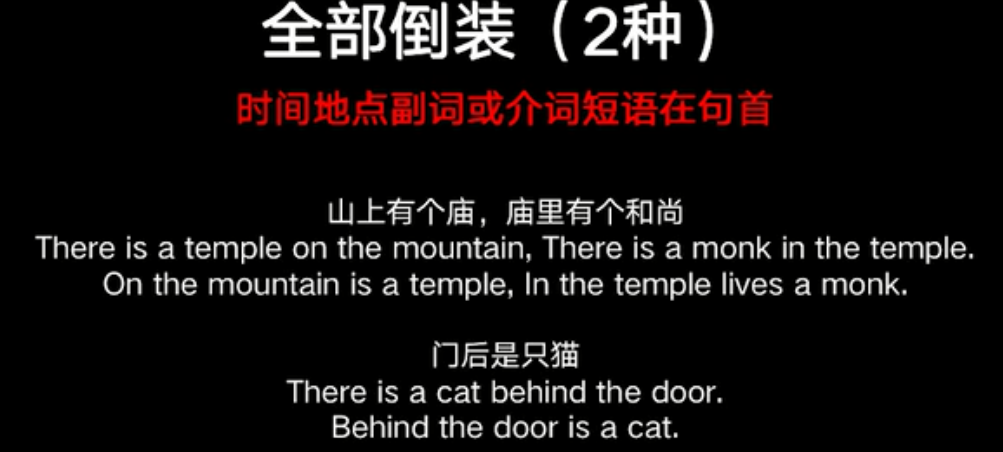 全部倒装（2种）
时间地点副词或介词短语在句首
山上有个庙，庙里有个和尚
There is a temple on the mountain, There is a monk in the temple.
On the mountain is a temple, In the temple lives a monk.
门后是只猫
There is a cat behind the door.
Behind the door is a cat.